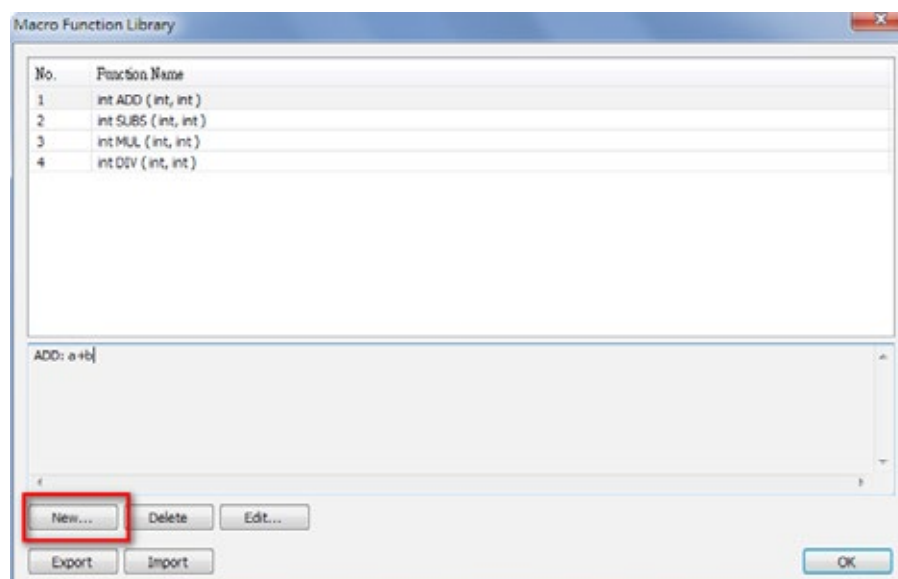 Macro Function Library
No. Function Name
1 int ADD ( int, int )
2 int SUBS ( int, int )
3 int MUL ( int, int )
4 int DIV ( int, int )
ADD: a+b
New... Delete Edit...
Export Import OK